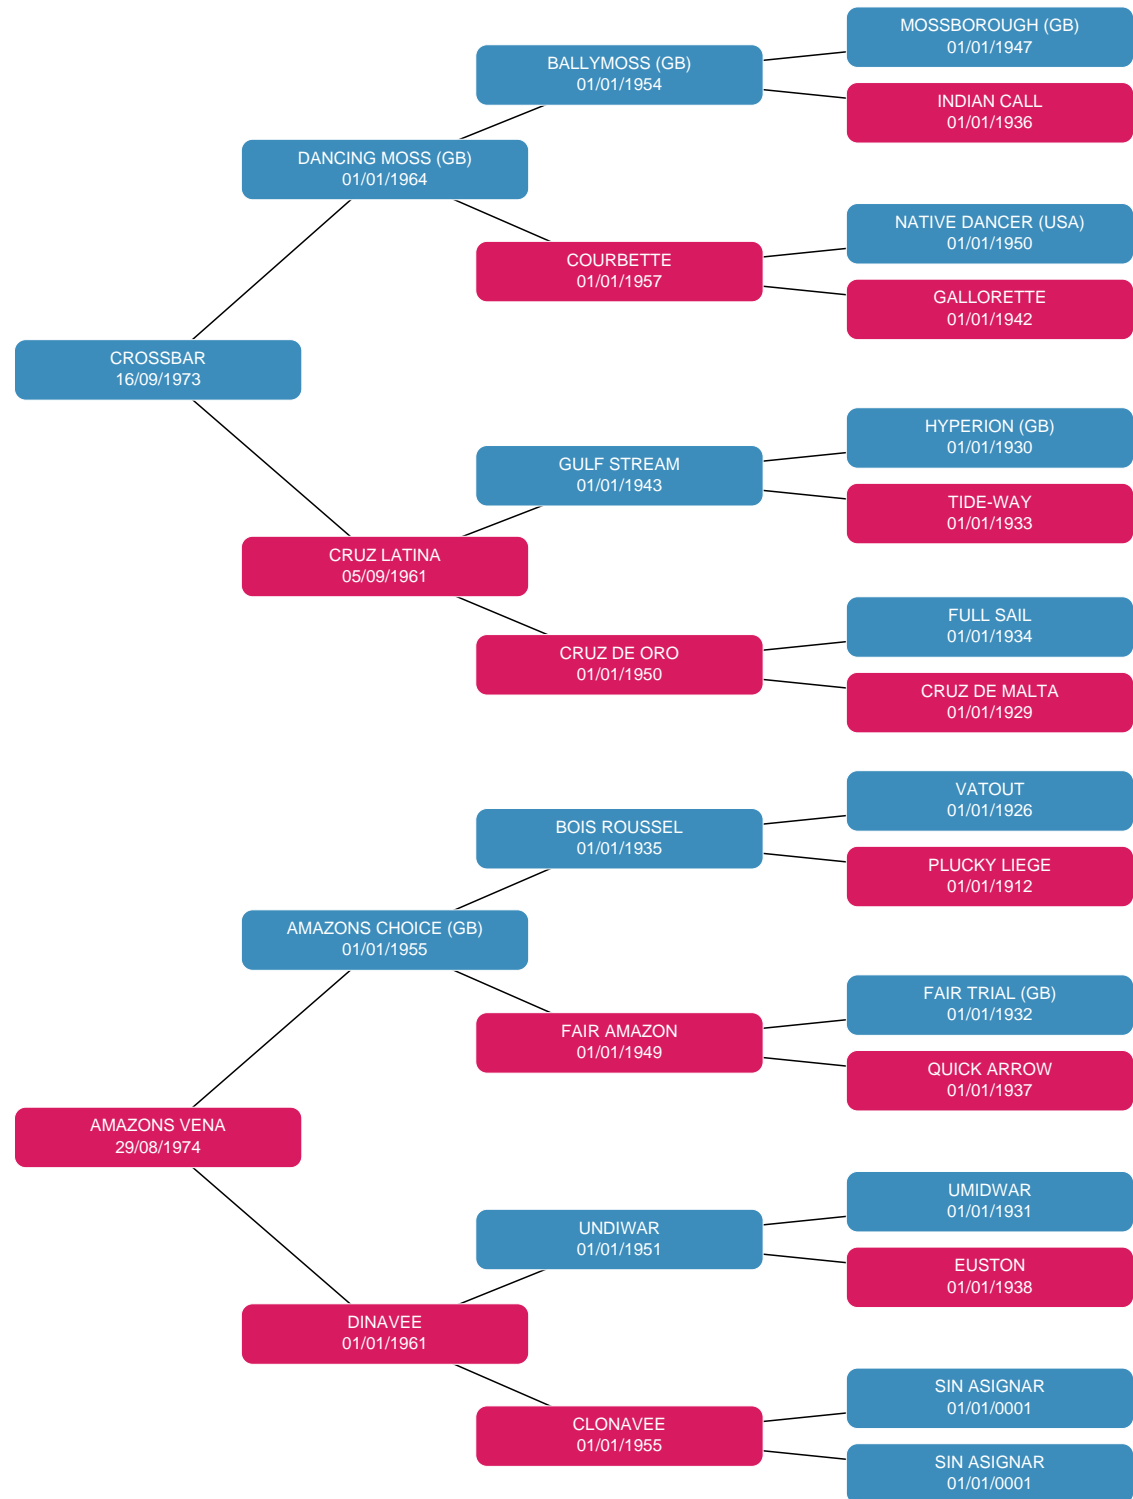 MOSSBOROUGH (GB)
01/01/1947
BALLYMOSS (GB)
01/01/1954
INDIAN CALL
01/01/1936
DANCING MOSS (GB)
01/01/1964
NATIVE DANCER (USA)
01/01/1950
COURBETTE
01/01/1957
GALLORETTE
01/01/1942
CROSSBAR
16/09/1973
HYPERION (GB)
01/01/1930
GULF STREAM
01/01/1943
TIDE-WAY
01/01/1933
CRUZ LATINA
05/09/1961
FULL SAIL
01/01/1934
CRUZ DE ORO
01/01/1950
CRUZ DE MALTA
01/01/1929
VATOUT
01/01/1926
BOIS ROUSSEL
01/01/1935
PLUCKY LIEGE
01/01/1912
AMAZONS CHOICE (GB)
01/01/1955
FAIR TRIAL (GB)
01/01/1932
FAIR AMAZON
01/01/1949
QUICK ARROW
01/01/1937
AMAZONS VENA
29/08/1974
UMIDWAR
01/01/1931
UNDIWAR
01/01/1951
EUSTON
01/01/1938
DINAVEE
01/01/1961
SIN ASIGNAR
01/01/0001
CLONAVEE
01/01/1955
SIN ASIGNAR
01/01/0001